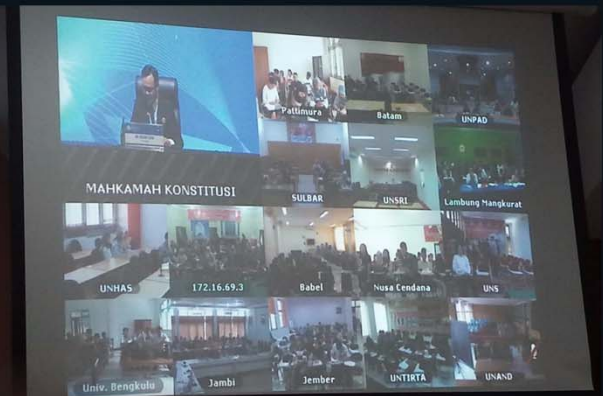 Pattimura
Batam
UNPAD
MAHKAMAH KONSTITUSI
SULBAR
UNSRI
Lambung Mangkurat
UNHAS
172.16.69.3
Babel
Nusa Cendana
UNS
Univ. Bengkulu
Jambi
Jember
UNTIRTA
UNAND